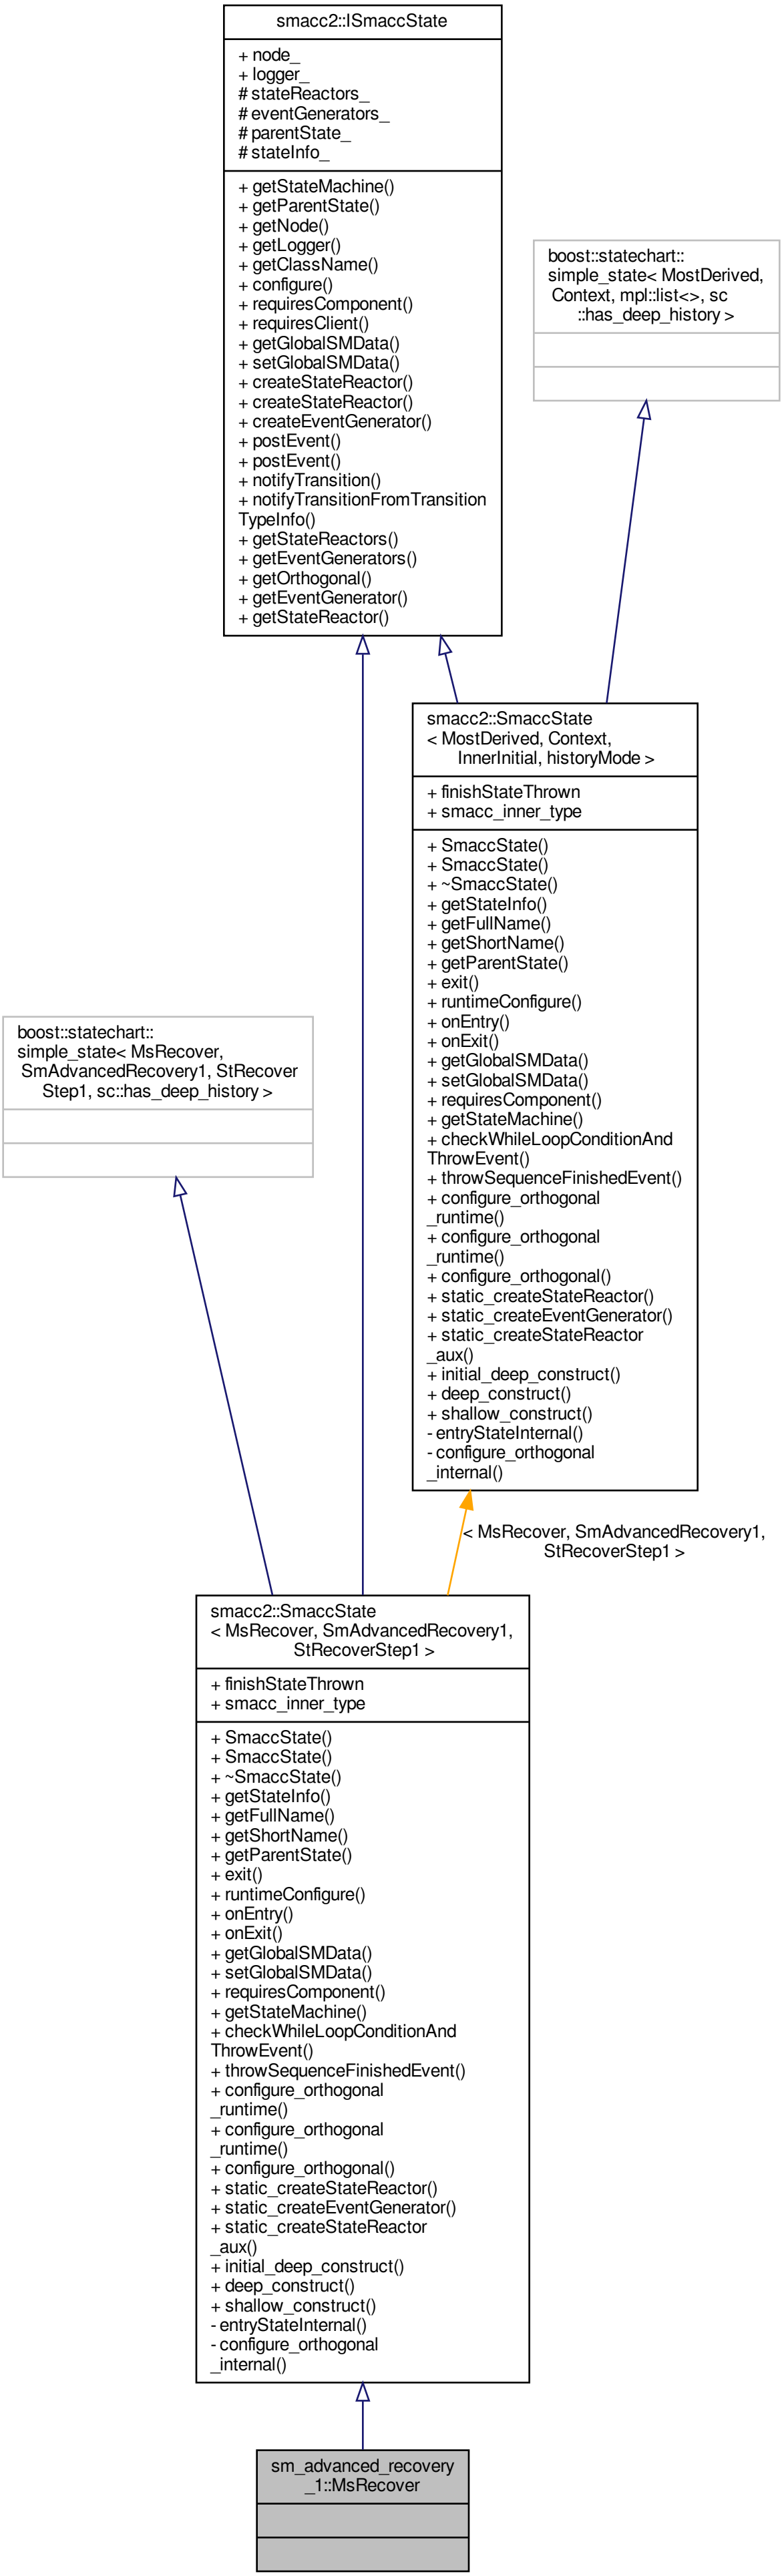 smacc2::ISmaccState
+ node_
+ logger_
# stateReactors_
# eventGenerators_
# parentState_
# stateInfo_
+ getStateMachine()
+ getParentState()
+ getNode()
+ getLogger()
+ getClassName()
+ configure()
+ requiresComponent()
+ requiresClient()
+ getGlobalSMData()
+ setGlobalSMData()
+ createStateReactor()
+ createStateReactor()
+ createEventGenerator()
+ postEvent()
+ postEvent()
+ notifyTransition()
+ notifyTransitionFromTransition
TypeInfo()
+ getStateReactors()
+ getEventGenerators()
+ getOrthogonal()
+ getEventGenerator()
+ getStateReactor()
boost::statechart::
simple_state< MostDerived,
Context, mpl::list<>, sc
::has_deep_history >
smacc2::SmaccState
< MostDerived, Context,
InnerInitial, historyMode >
+ finishStateThrown
+ smacc_inner_type
+ SmaccState()
+ SmaccState()
+ ~SmaccState()
+ getStateInfo()
+ getFullName()
+ getShortName()
+ getParentState()
+ exit()
+ runtimeConfigure()
+ onEntry()
+ onExit()
+ getGlobalSMData()
+ setGlobalSMData()
+ requiresComponent()
+ getStateMachine()
+ checkWhileLoopConditionAnd
ThrowEvent()
+ throwSequenceFinishedEvent()
+ configure_orthogonal
_runtime()
+ configure_orthogonal
_runtime()
+ configure_orthogonal()
+ static_createStateReactor()
+ static_createEventGenerator()
+ static_createStateReactor
_aux()
+ initial_deep_construct()
+ deep_construct()
+ shallow_construct()
- entryStateInternal()
- configure_orthogonal
_internal()
boost::statechart::
simple_state< MsRecover,
SmAdvancedRecovery1, StRecover
Step1, sc::has_deep_history >
< MsRecover, SmAdvancedRecovery1,
StRecoverStep1 >
smacc2::SmaccState
< MsRecover, SmAdvancedRecovery1,
StRecoverStep1 >
+ finishStateThrown
+ smacc_inner_type
+ SmaccState()
+ SmaccState()
+ ~SmaccState()
+ getStateInfo()
+ getFullName()
+ getShortName()
+ getParentState()
+ exit()
+ runtimeConfigure()
+ onEntry()
+ onExit()
+ getGlobalSMData()
+ setGlobalSMData()
+ requiresComponent()
+ getStateMachine()
+ checkWhileLoopConditionAnd
ThrowEvent()
+ throwSequenceFinishedEvent()
+ configure_orthogonal
_runtime()
+ configure_orthogonal
_runtime()
+ configure_orthogonal()
+ static_createStateReactor()
+ static_createEventGenerator()
+ static_createStateReactor
_aux()
+ initial_deep_construct()
+ deep_construct()
+ shallow_construct()
- entryStateInternal()
- configure_orthogonal
_internal()
sm_advanced_recovery
_1::MsRecover